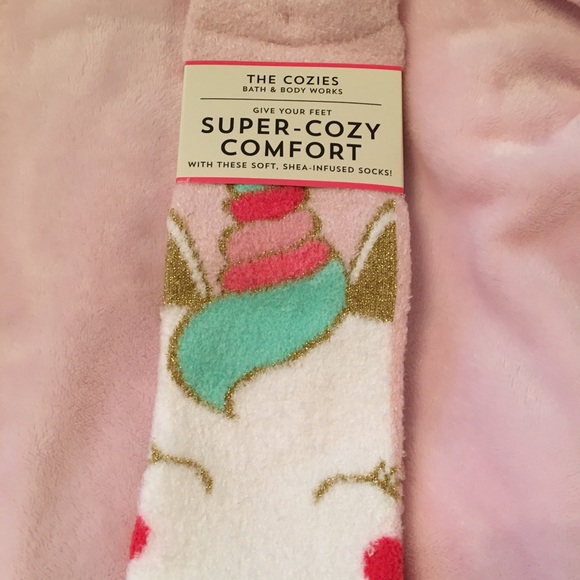 THE COZIES
BATH & BODY WORKS
GIVE YOUR FEET
SUPER-COZY
COMFORT
WITH THESE SOFT, SHEA-INFUSED SOCKS!